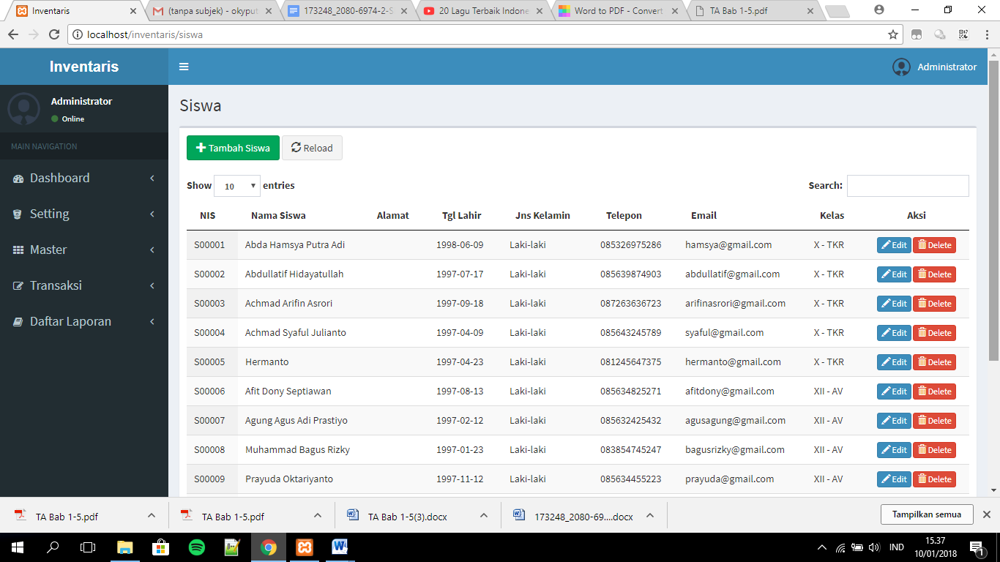 Inventaris
(tanpa subjek) - okyput
173248_2080-6974-2-S
20 Lagu Terbaik Indone
Word to PDF - Convert
TA Bab 1-5.pdf
localhost/inventaris/siswa
Inventaris
Administrator
Administrator
Online
MAIN NAVIGATION
Dashboard
Setting
Master
Transaksi
Daftar Laporan
Siswa
Tambah Siswa Reload
Show 10 entries Search:
NIS Nama Siswa Alamat Tgl Lahir Jns Kelamin Telepon Email Kelas Aksi
S00001 Abda Hamsya Putra Adi 1998-06-09 Laki-laki 085326975286 hamsya@gmail.com X - TKR Edit Delete
S00002 Abdullatif Hidayatullah 1997-07-17 Laki-laki 085639874903 abdullatif@gmail.com X - TKR Edit Delete
S00003 Achmad Arifin Asrori 1997-09-18 Laki-laki 087263636723 arifinasrori@gmail.com X - TKR Edit Delete
S00004 Achmad Syaful Julianto 1997-04-09 Laki-laki 085643245789 syaful@gmail.com X - TKR Edit Delete
S00005 Hermanto 1997-04-23 Laki-laki 081245647375 hermanto@gmail.com X - TKR Edit Delete
S00006 Afit Dony Septiawan 1997-08-13 Laki-laki 085634825271 afitdony@gmail.com XII - AV Edit Delete
S00007 Agung Agus Adi Prastiyo 1997-02-12 Laki-laki 085632425432 agusagung@gmail.com XII - AV Edit Delete
S00008 Muhammad Bagus Rizky 1997-01-23 Laki-laki 083854745247 bagusrizky@gmail.com XII - AV Edit Delete
S00009 Prayuda Oktariyanto 1997-11-12 Laki-laki 085634455223 prayuda@gmail.com XII - AV Edit Delete
TA Bab 1-5.pdf
TA Bab 1-5.pdf
TA Bab 1-5(3).docx
173248_2080-69....docx
Tampilkan semua
IND
15.37
10/01/2018
1